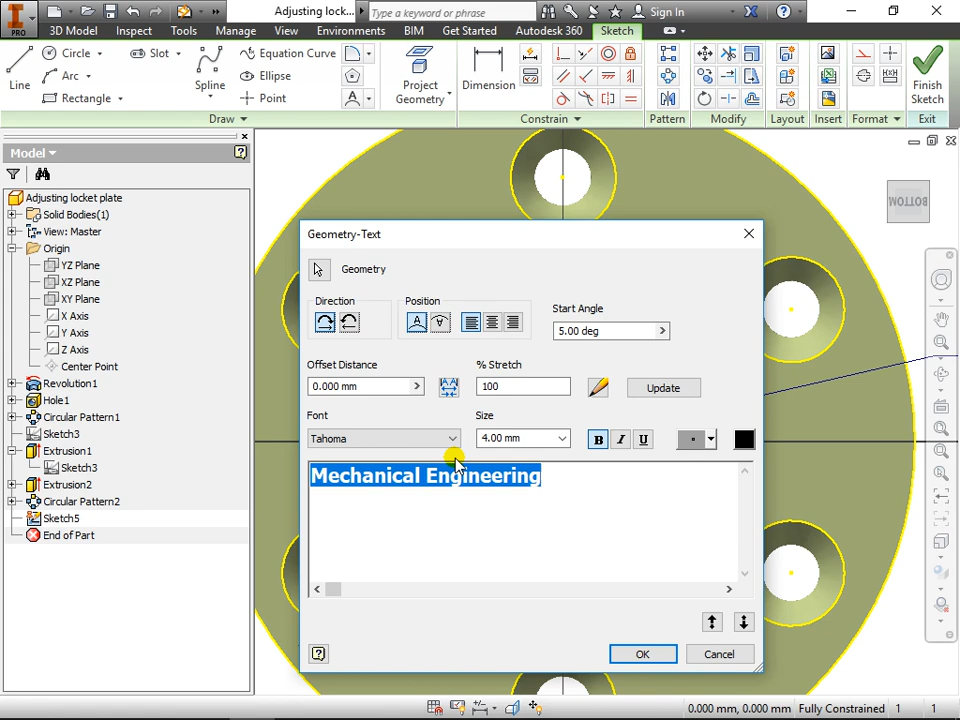 Adjusting lock...
Type a keyword or phrase
Sign In
PRO
3D Model
Inspect
Tools
Manage
View
Environments
BIM
Get Started
Autodesk 360
Sketch
Line
Circle
Arc
Rectangle
Slot
Spline
Equation Curve
Ellipse
Point
Project
Geometry
Dimension
Finish
Sketch
Draw
Constrain
Pattern
Modify
Layout
Insert
Format
Exit
Model
Adjusting locket plate
Solid Bodies(1)
View: Master
Origin
YZ Plane
XZ Plane
XY Plane
X Axis
Y Axis
Z Axis
Center Point
Revolution1
Hole1
Circular Pattern1
Sketch3
Extrusion1
Sketch3
Extrusion2
Circular Pattern2
Sketch5
End of Part
BOTTOM
Geometry-Text
Geometry
Direction
Position
Start Angle
5.00 deg
Offset Distance
% Stretch
0.000 mm
100
Update
Font
Size
Tahoma
4.00 mm
B I U
Mechanical Engineering
OK
Cancel
0.000 mm, 0.000 mm
Fully Constrained
1
1